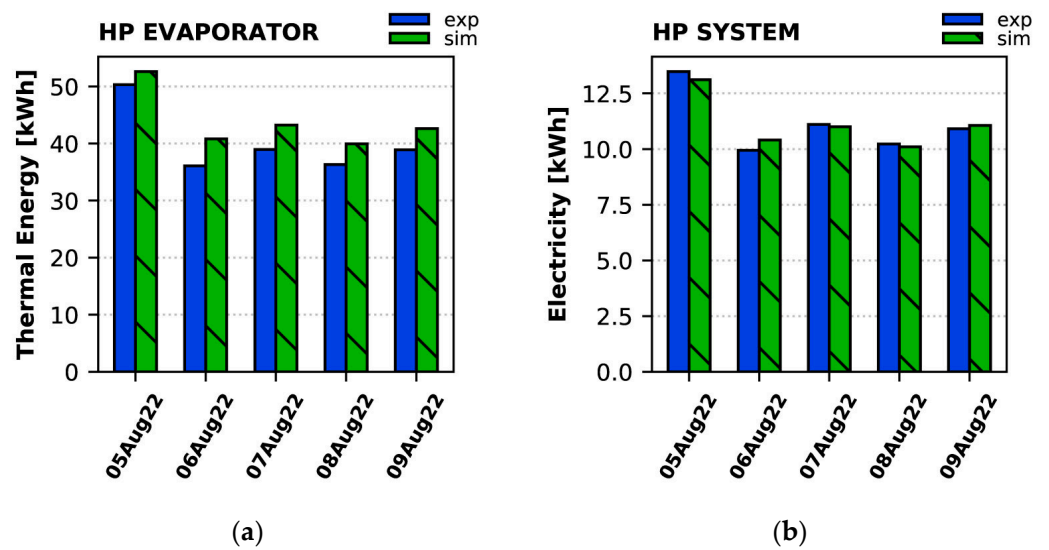 HP EVAPORATOR
exp
sim
Thermal Energy [kWh]
50
40
30
20
10
0
05Aug22
06Aug22
07Aug22
08Aug22
09Aug22
(a)
HP SYSTEM
exp
sim
Electricity [kWh]
12.5
10.0
7.5
5.0
2.5
0.0
05Aug22
06Aug22
07Aug22
08Aug22
09Aug22
(b)